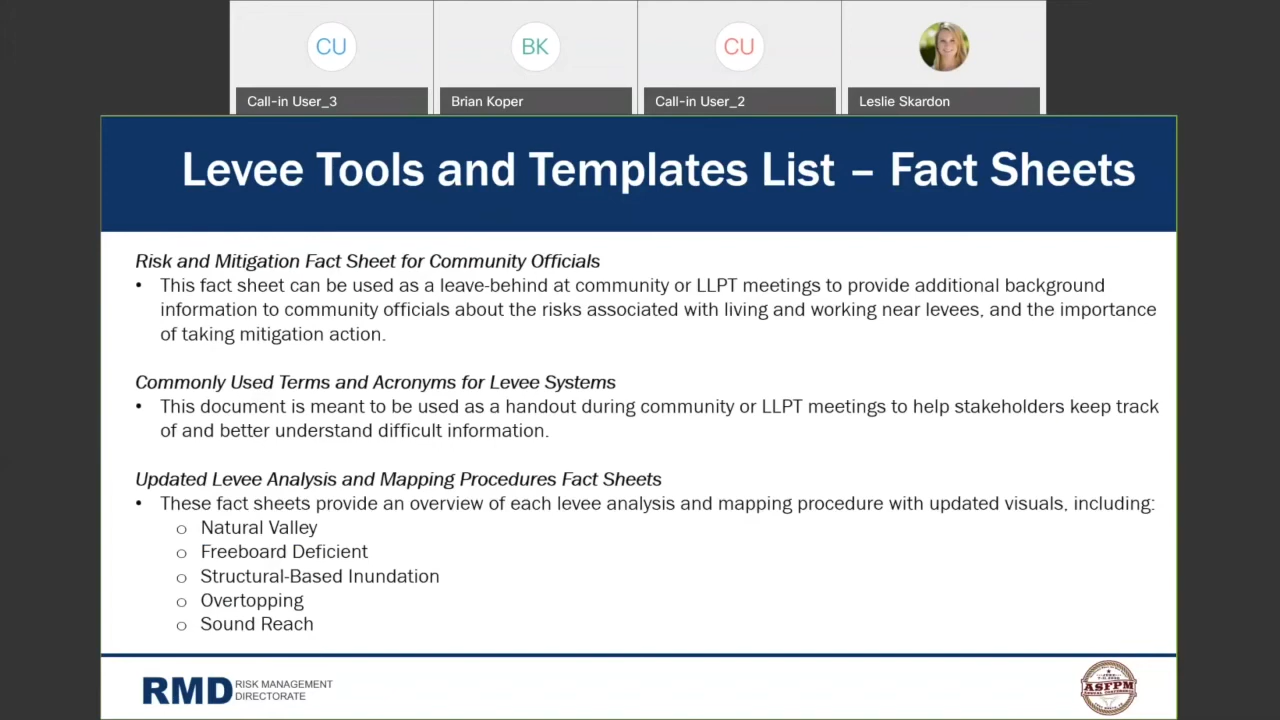 CU
BK
CU
Call-in User_3
Brian Koper
Call-in User_2
Leslie Skardon
Levee Tools and Templates List – Fact Sheets
Risk and Mitigation Fact Sheet for Community Officials
• This fact sheet can be used as a leave-behind at community or LLPT meetings to provide additional background
information to community officials about the risks associated with living and working near levees, and the importance
of taking mitigation action.
Commonly Used Terms and Acronyms for Levee Systems
• This document is meant to be used as a handout during community or LLPT meetings to help stakeholders keep track
of and better understand difficult information.
Updated Levee Analysis and Mapping Procedures Fact Sheets
• These fact sheets provide an overview of each levee analysis and mapping procedure with updated visuals, including:
o Natural Valley
o Freeboard Deficient
o Structural-Based Inundation
o Overtopping
o Sound Reach
RMD RISK MANAGEMENT
DIRECTORATE
ASFPM